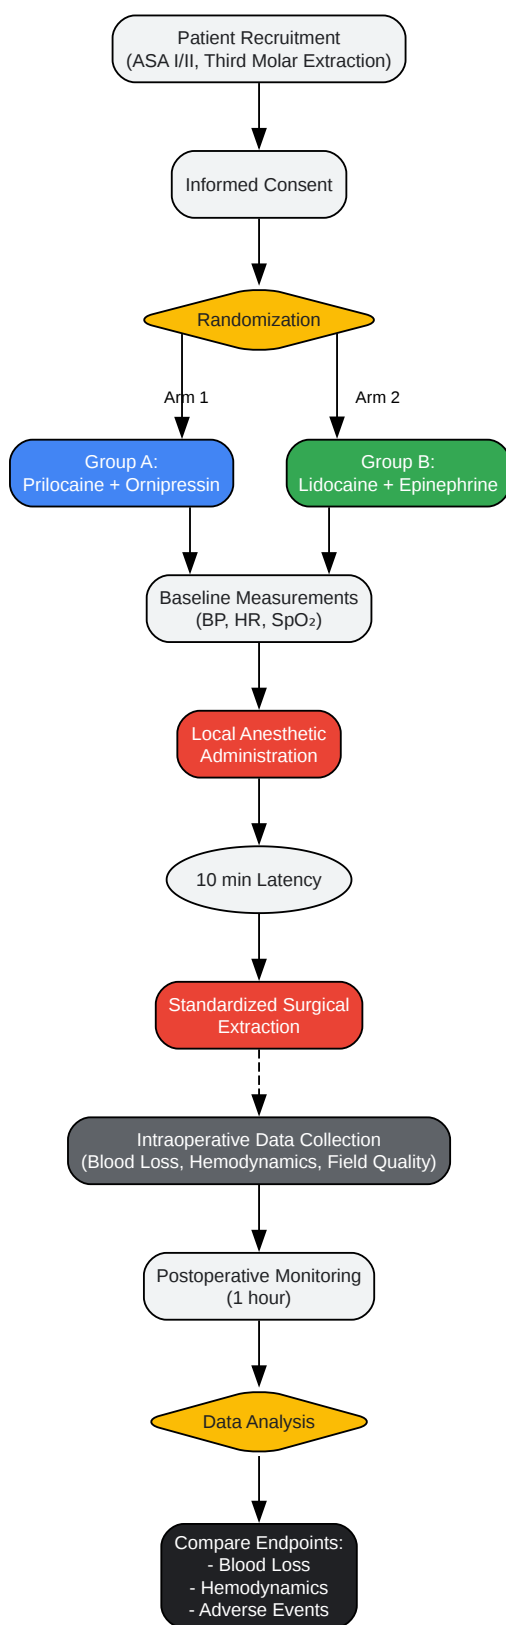 Patient Recruitment
(ASA I/II, Third Molar Extraction)
Informed Consent
Randomization
Arm 1
Arm 2
Group A:
Prilocaine + Ornipressin
Group B:
Lidocaine + Epinephrine
Baseline Measurements
(BP, HR, SpO₂)
Local Anesthetic
Administration
10 min Latency
Standardized Surgical
Extraction
Intraoperative Data Collection
(Blood Loss, Hemodynamics, Field Quality)
Postoperative Monitoring
(1 hour)
Data Analysis
Compare Endpoints:
- Blood Loss
- Hemodynamics
- Adverse Events